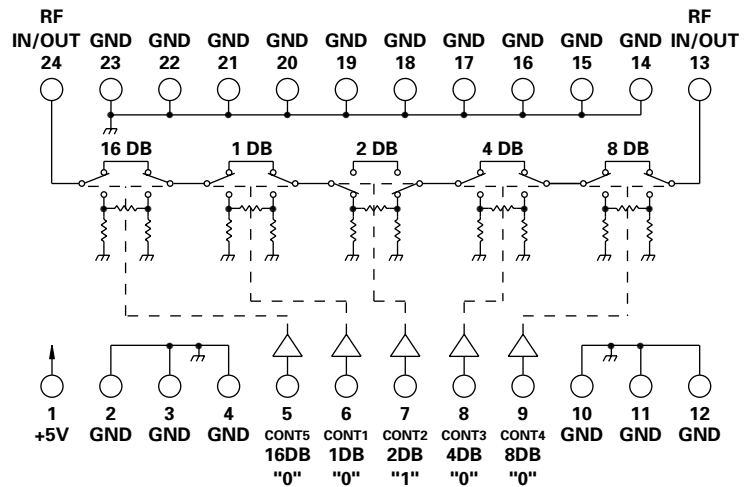 RF RF
IN/OUT GND GND GND GND GND GND GND GND GND GND IN/OUT
24 23 22 21 20 19 18 17 16 15 14 13
16 DB 1 DB 2 DB 4 DB 8 DB
1 2 3 4 5 6 7 8 9 10 11 12
+5V GND GND GND CONT5 CONT1 CONT2 CONT3 CONT4 GND GND GND
16DB 1DB 2DB 4DB 8DB
"0" "0" "1" "0" "0"